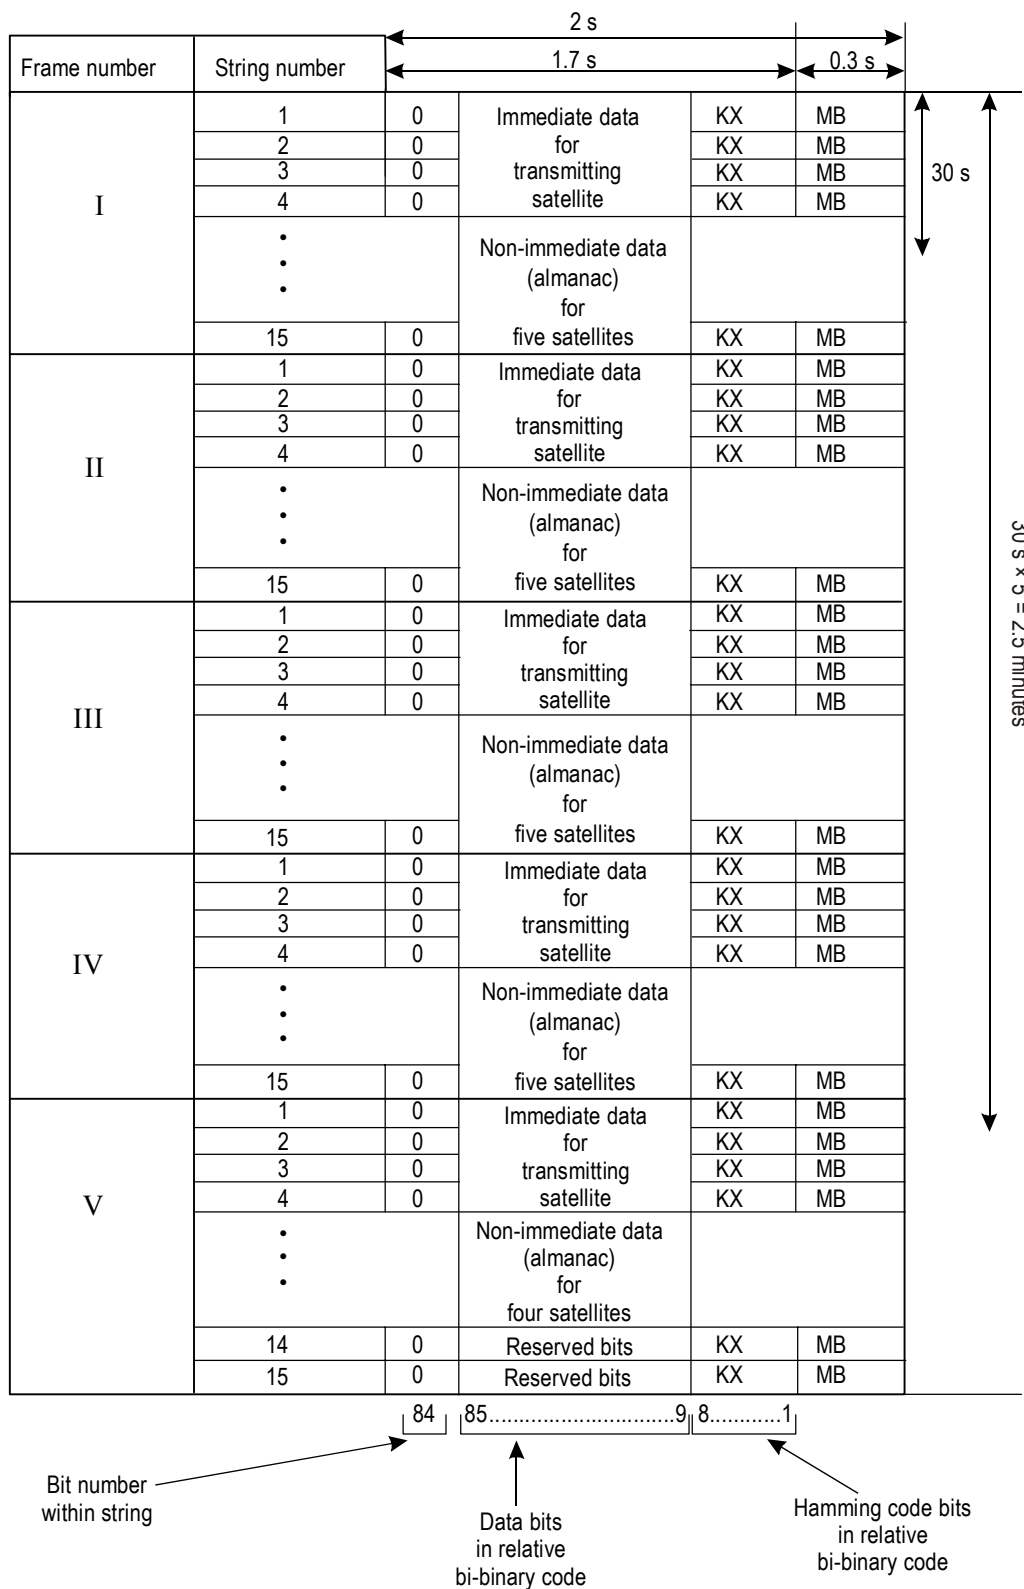 2 s
Frame number String number 1.7 s 0.3 s
1 0 Immediate data KX MB
2 0 for KX MB
3 0 transmitting KX MB
4 0 satellite KX MB
I
30 s
• Non-immediate data
• (almanac)
• for
15 0 five satellites KX MB
1 0 Immediate data KX MB
2 0 for KX MB
3 0 transmitting KX MB
4 0 satellite KX MB
II
• Non-immediate data
• (almanac)
• for
15 0 five satellites KX MB
30 s × 5 = 2.5 minutes
1 0 Immediate data KX MB
2 0 for KX MB
3 0 transmitting KX MB
4 0 satellite KX MB
III
• Non-immediate data
• (almanac)
• for
15 0 five satellites KX MB
1 0 Immediate data KX MB
2 0 for KX MB
3 0 transmitting KX MB
4 0 satellite KX MB
IV
• Non-immediate data
• (almanac)
• for
15 0 five satellites KX MB
1 0 Immediate data KX MB
2 0 for KX MB
3 0 transmitting KX MB
4 0 satellite KX MB
V
• Non-immediate data
• (almanac)
• for
four satellites
14 0 Reserved bits KX MB
15 0 Reserved bits KX MB
84 85..............................9 8............1
Bit number
within string
Data bits
in relative
bi-binary code
Hamming code bits
in relative
bi-binary code